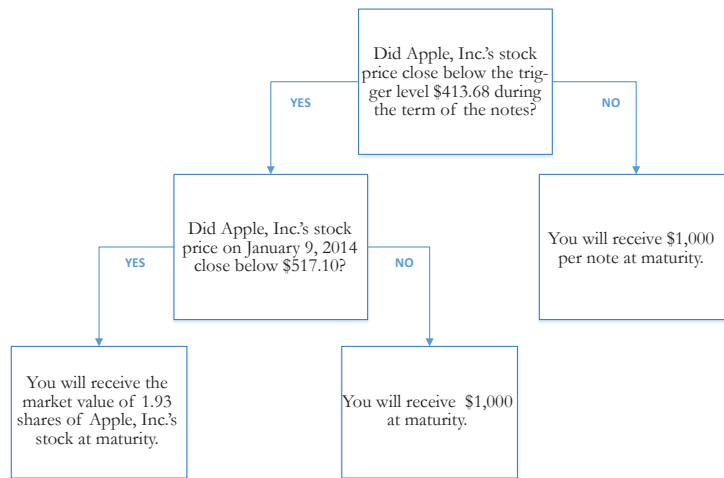 Did Apple, Inc.'s stock
price close below the trig-
ger level $413.68 during
the term of the notes?
YES
NO
Did Apple, Inc.'s stock
price on January 9, 2014
close below $517.10?
You will receive $1,000
per note at maturity.
YES
NO
You will receive the
market value of 1.93
shares of Apple, Inc.'s
stock at maturity.
You will receive $1,000
at maturity.